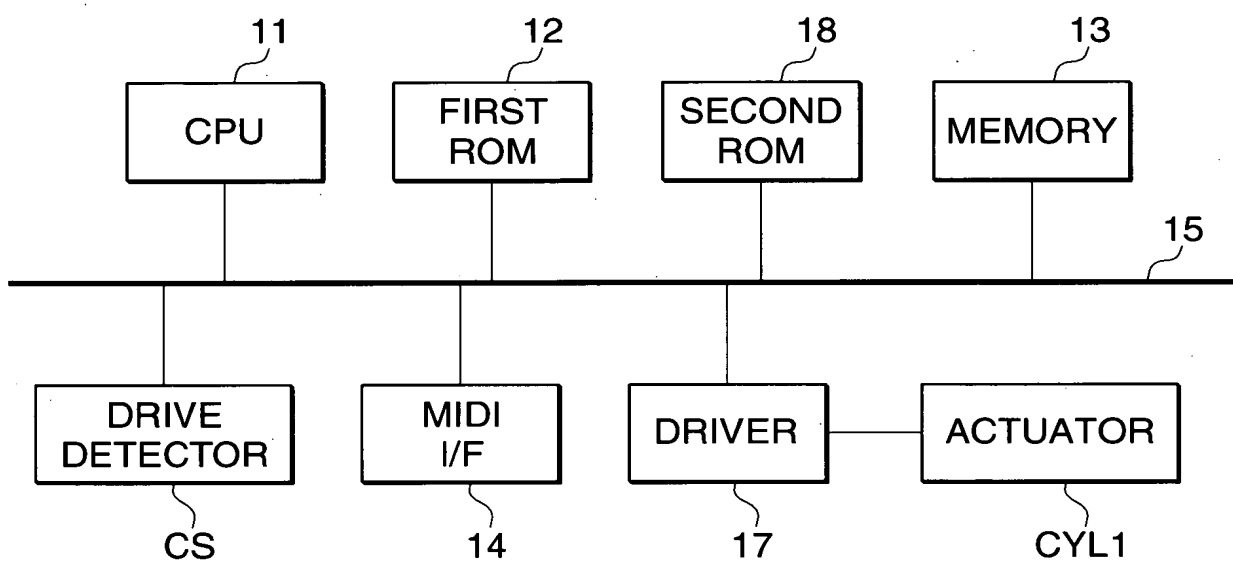 11
12
18
13
CPU
FIRST
ROM
SECOND
ROM
MEMORY
15
DRIVE
DETECTOR
MIDI
I/F
DRIVER
ACTUATOR
CS
14
17
CYL1